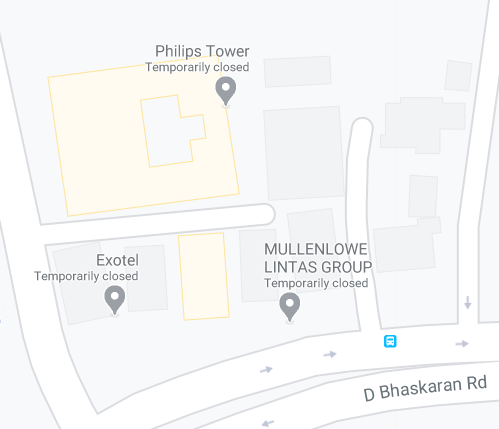 Philips Tower
Temporarily closed
Exotel
Temporarily closed
MULLENLOWE
LINTAS GROUP
Temporarily closed
D Bhaskaran Rd